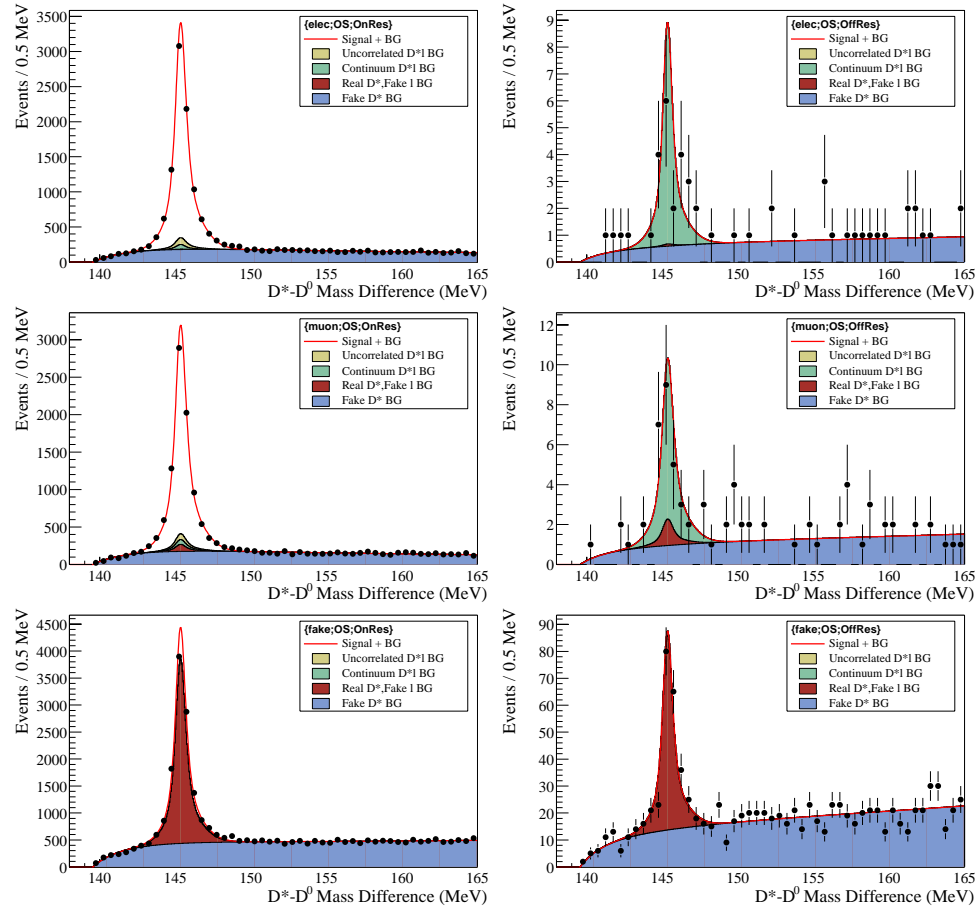 Events / 0.5 MeV
3500
3000
2500
2000
1500
1000
500
0
{elec;OS;OnRes}
Signal + BG
Uncorrelated D*l BG
Continuum D*l BG
Real D*,Fake l BG
Fake D* BG
140 145 150 155 160 165
D*-D0 Mass Difference (MeV)
Events / 0.5 MeV
9
8
7
6
5
4
3
2
1
0
{elec;OS;OffRes}
Signal + BG
Uncorrelated D*l BG
Continuum D*l BG
Real D*,Fake l BG
Fake D* BG
140 145 150 155 160 165
D*-D0 Mass Difference (MeV)
Events / 0.5 MeV
3000
2500
2000
1500
1000
500
0
{muon;OS;OnRes}
Signal + BG
Uncorrelated D*l BG
Continuum D*l BG
Real D*,Fake l BG
Fake D* BG
140 145 150 155 160 165
D*-D0 Mass Difference (MeV)
Events / 0.5 MeV
12
10
8
6
4
2
0
{muon;OS;OffRes}
Signal + BG
Uncorrelated D*l BG
Continuum D*l BG
Real D*,Fake l BG
Fake D* BG
140 145 150 155 160 165
D*-D0 Mass Difference (MeV)
Events / 0.5 MeV
4500
4000
3500
3000
2500
2000
1500
1000
500
0
{fake;OS;OnRes}
Signal + BG
Uncorrelated D*l BG
Continuum D*l BG
Real D*,Fake l BG
Fake D* BG
140 145 150 155 160 165
D*-D0 Mass Difference (MeV)
Events / 0.5 MeV
90
80
70
60
50
40
30
20
10
0
{fake;OS;OffRes}
Signal + BG
Uncorrelated D*l BG
Continuum D*l BG
Real D*,Fake l BG
Fake D* BG
140 145 150 155 160 165
D*-D0 Mass Difference (MeV)